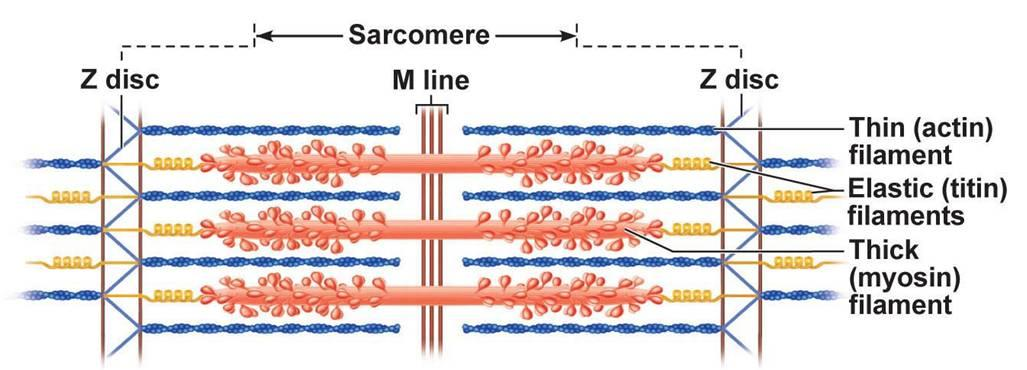 Sarcomere
Z disc
M line
Z disc
Thin (actin)
filament
Elastic (titin)
filaments
Thick
(myosin)
filament